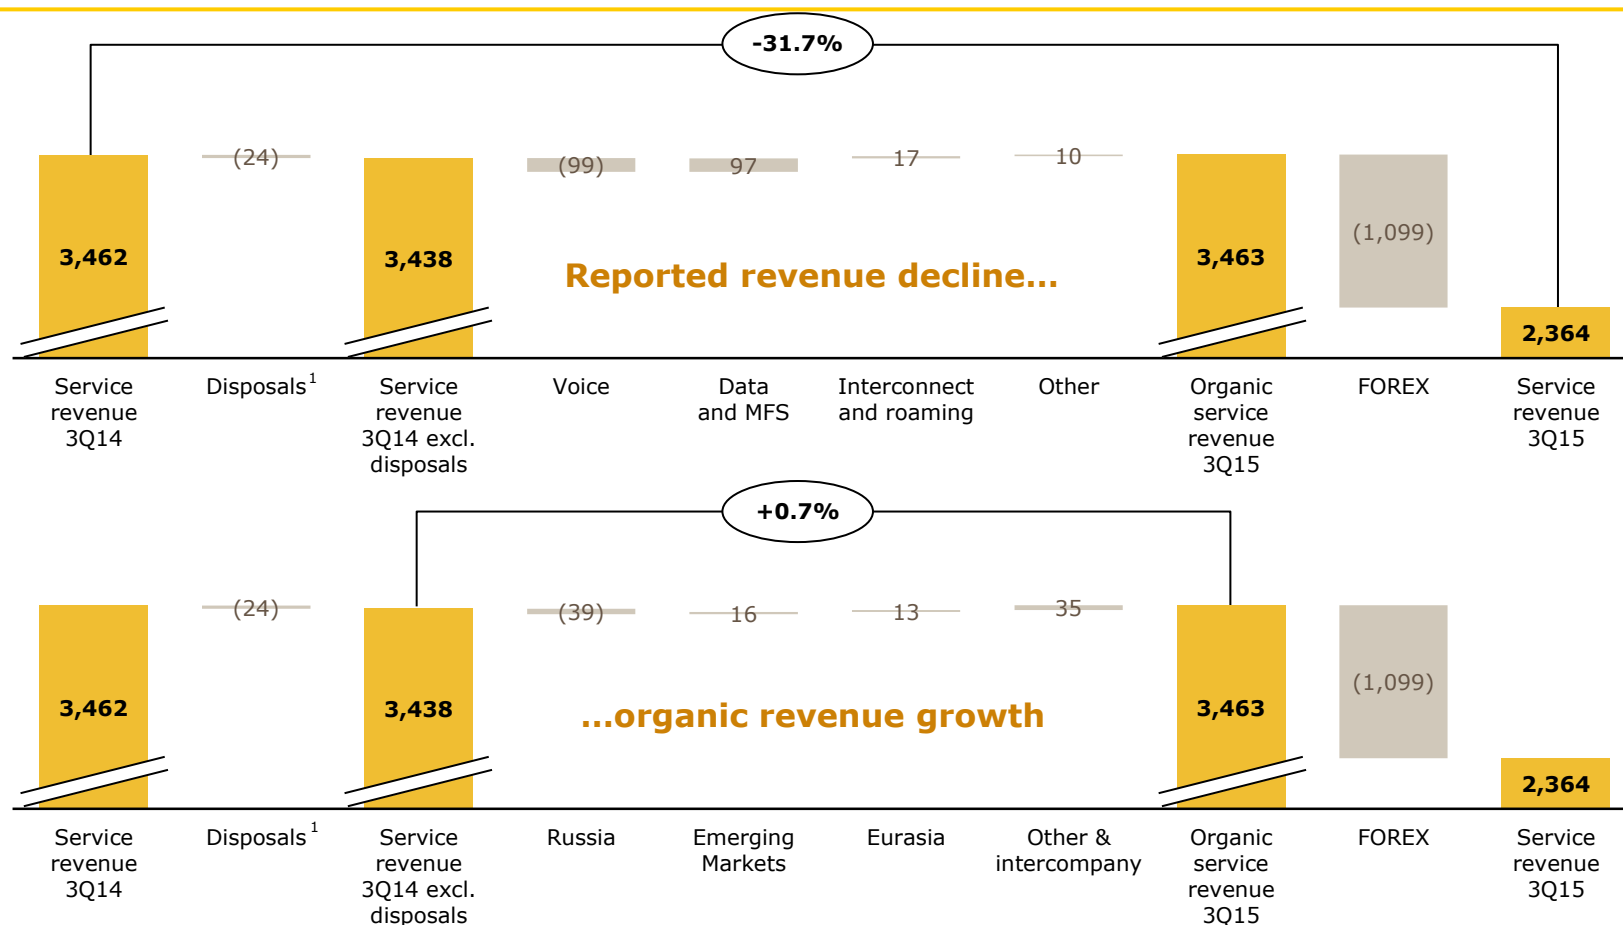 -31.7%
(24)
(99)
97
17
10
(1,099)
3,462
3,438
3,463
2,364
Reported revenue decline...
Service
revenue
3Q14
Disposals1
Service
revenue
3Q14 excl.
disposals
Voice
Data
and MFS
Interconnect
and roaming
Other
Organic
service
revenue
3Q15
FOREX
Service
revenue
3Q15
+0.7%
(24)
(39)
16
13
35
(1,099)
3,462
3,438
3,463
2,364
...organic revenue growth
Service
revenue
3Q14
Disposals1
Service
revenue
3Q14 excl.
disposals
Russia
Emerging
Markets
Eurasia
Other &
intercompany
Organic
service
revenue
3Q15
FOREX
Service
revenue
3Q15